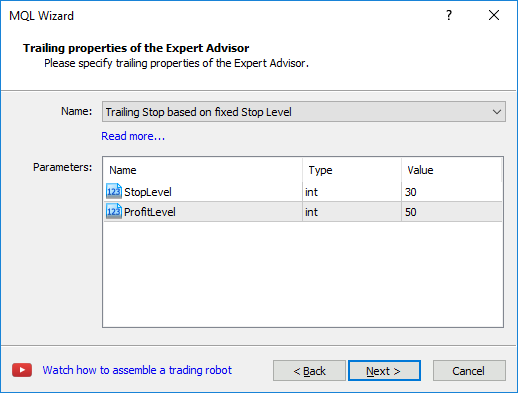 MQL Wizard
?
Trailing properties of the Expert Advisor
Please specify trailing properties of the Expert Advisor.
Name: Trailing Stop based on fixed Stop Level
Read more...
Parameters: Name Type Value
123 StopLevel int 30
123 ProfitLevel int 50
Watch how to assemble a trading robot < Back Next > Cancel